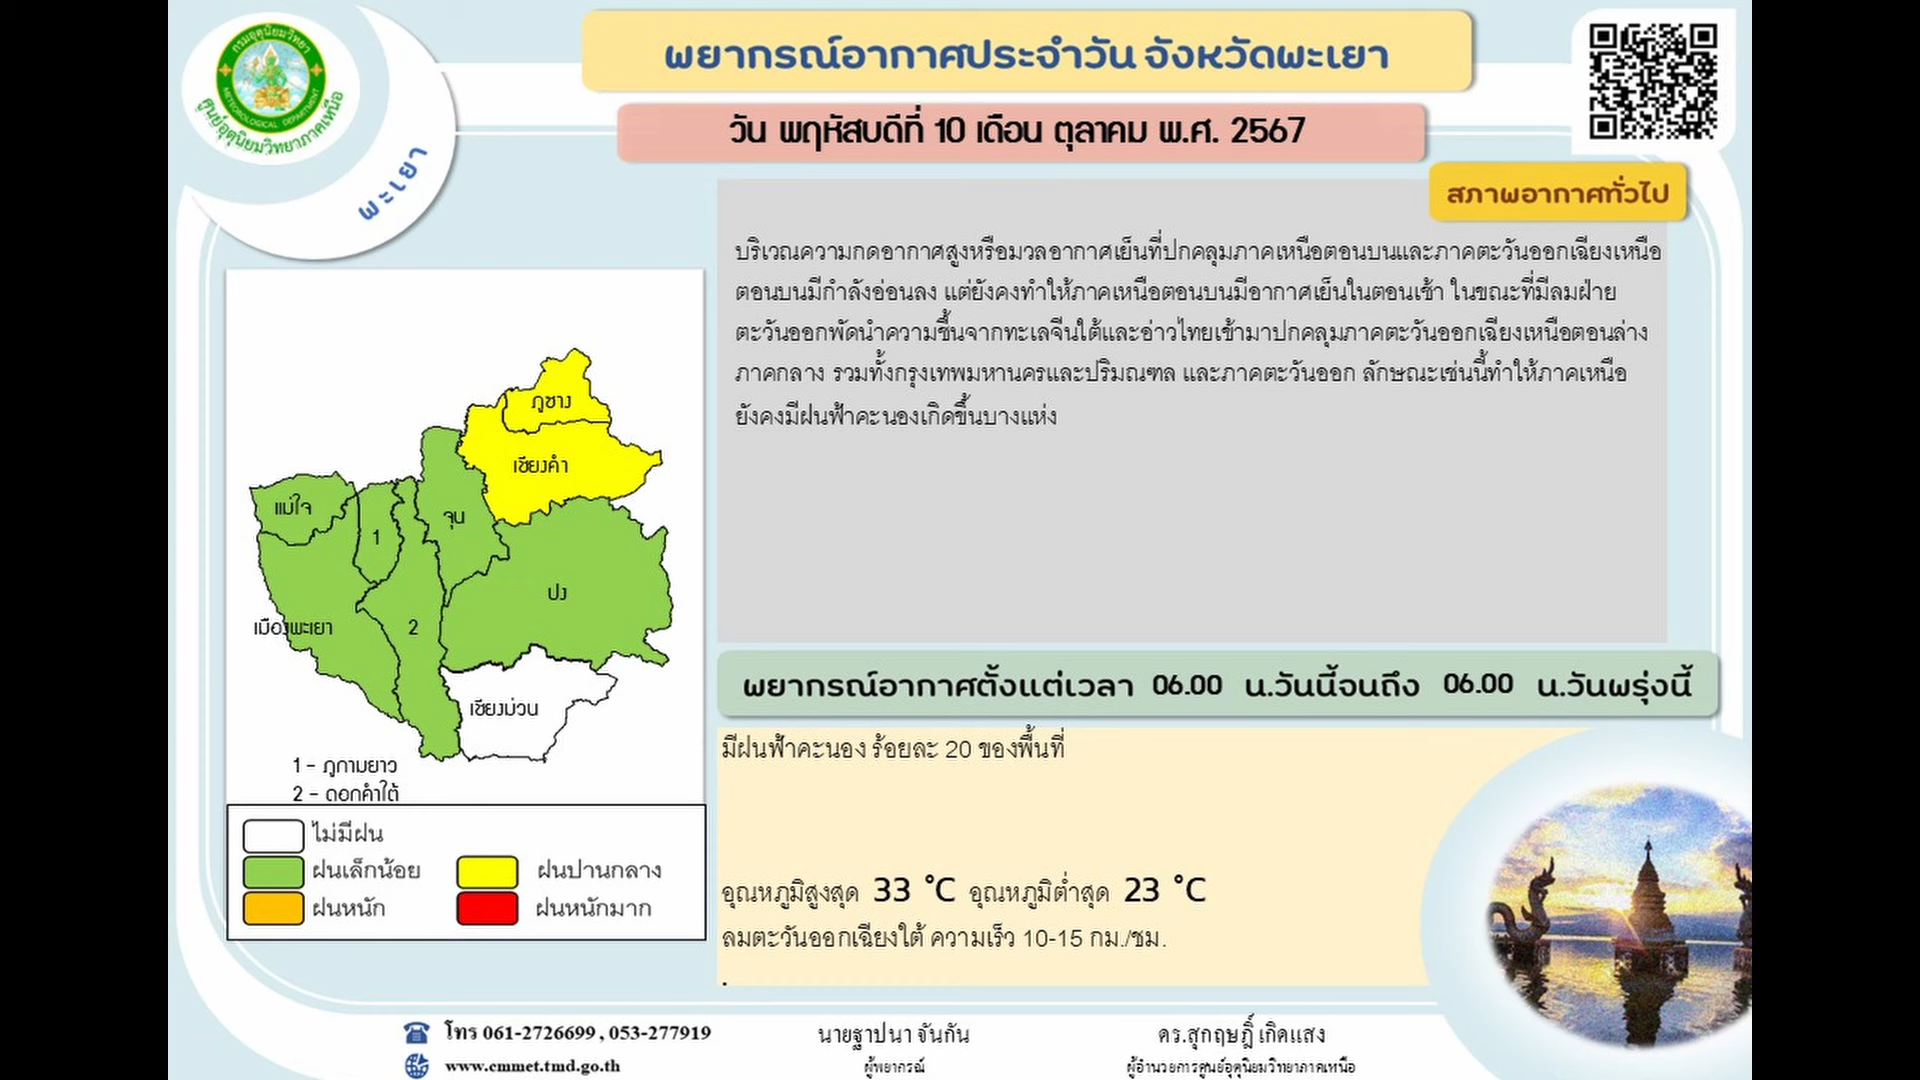 กรมอุตุนิยมวิทยา
METEOROLOGICAL DEPARTMENT
ศูนย์อุตุนิยมวิทยาภาคเหนือ
พะเยา
พยากรณ์อากาศประจำวัน จังหวัดพะเยา
วัน พฤหัสบดีที่ 10 เดือน ตุลาคม พ.ศ. 2567
สภาพอากาศทั่วไป
บริเวณความกดอากาศสูงหรือมวลอากาศเย็นที่ปกคลุมภาคเหนือตอนบนและภาคตะวันออกเฉียงเหนือ
ตอนบนมีกำลังอ่อนลง แต่ยังคงทำให้ภาคเหนือตอนบนมีอากาศเย็นในตอนเช้า ในขณะที่มีลมฝ่าย
ตะวันออกพัดนำความชื้นจากทะเลจีนใต้และอ่าวไทยเข้ามาปกคลุมภาคตะวันออกเฉียงเหนือตอนล่าง
ภาคกลาง รวมทั้งกรุงเทพมหานครและปริมณฑล และภาคตะวันออก ลักษณะเช่นนี้ทำให้ภาคเหนือ
ยังคงมีฝนฟ้าคะนองเกิดขึ้นบางแห่ง
ภูซาง
เชียงคำ
แม่ใจ
จุน
1
ปง
เมืองพะเยา
2
เชียงม่วน
1 - ภูกามยาว
2 - ดอกคำใต้
ไม่มีฝน
ฝนเล็กน้อย
ฝนปานกลาง
ฝนหนัก
ฝนหนักมาก
พยากรณ์อากาศตั้งแต่เวลา 06.00 น.วันนี้จนถึง 06.00 น.วันพรุ่งนี้
มีฝนฟ้าคะนอง ร้อยละ 20 ของพื้นที่
อุณหภูมิสูงสุด 33 °C อุณหภูมิต่ำสุด 23 °C
ลมตะวันออกเฉียงใต้ ความเร็ว 10-15 กม./ชม.
.
โทร 061-2726699 , 053-277919
www.cmmet.tmd.go.th
นายฐาปนา จันกัน
ผู้พยากรณ์
ดร.สุกฤษฎิ์ เกิดแสง
ผู้อำนวยการศูนย์อุตุนิยมวิทยาภาคเหนือ